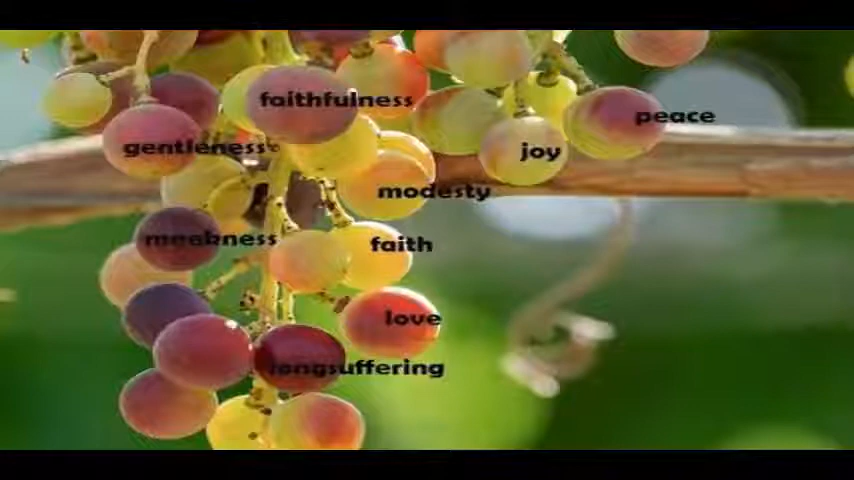 faithfulness
peace
gentleness
joy
modesty
meekness
faith
love
longsuffering